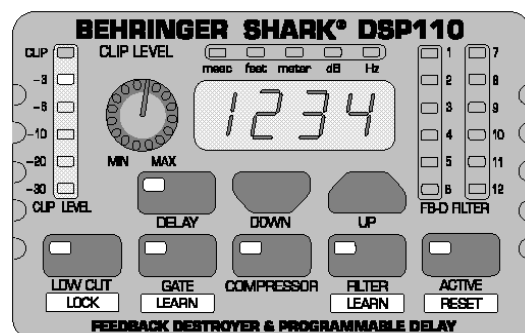 BEHRINGER SHARK® DSP110
CLIP LEVEL
CLIP
-3
-6
-10
-20
-30
CLIP LEVEL
MIN MAX
msec feet meter dB Hz
1234
1 7
2 8
3 9
4 10
5 11
6 12
FB-D FILTER
DELAY DOWN UP
LOW CUT GATE COMPRESSOR FILTER ACTIVE
LOCK LEARN LEARN RESET
FEEDBACK DESTROYER & PROGRAMMABLE DELAY